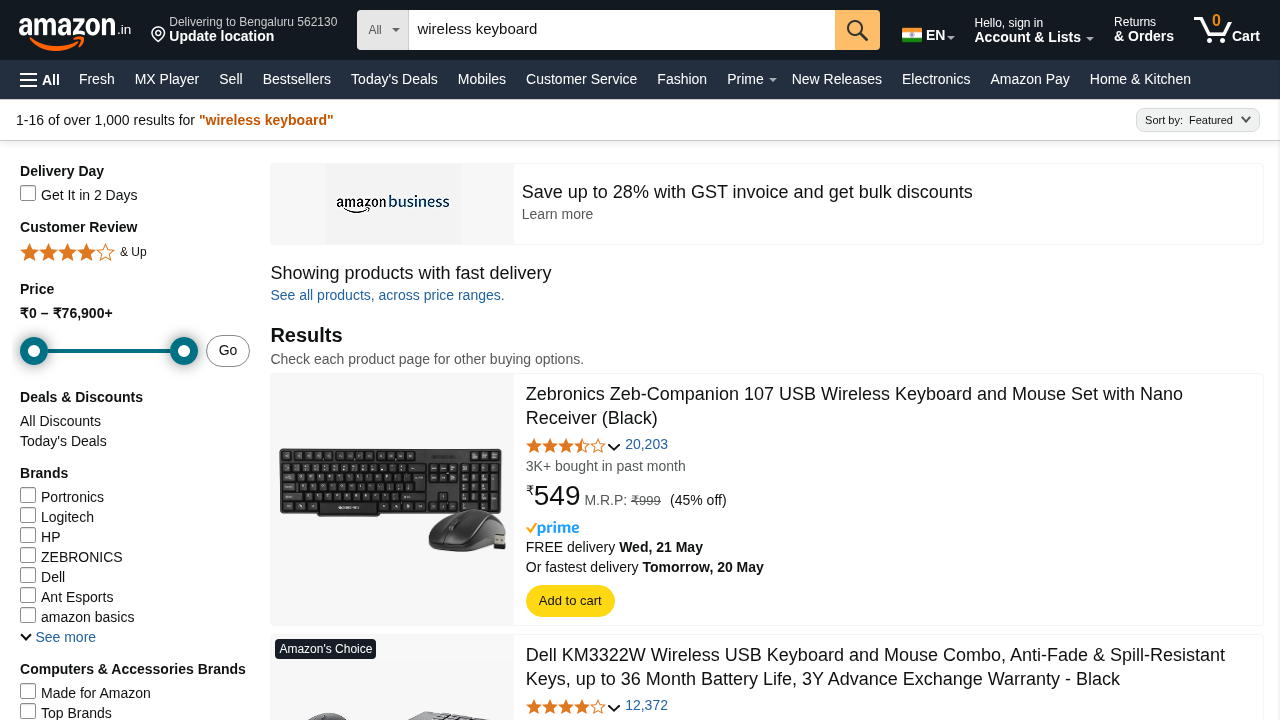 amazon.in
Delivering to Bengaluru 562130
Update location
All
wireless keyboard
EN
Hello, sign in
Account & Lists
Returns
& Orders
0
Cart
All
Fresh
MX Player
Sell
Bestsellers
Today's Deals
Mobiles
Customer Service
Fashion
Prime
New Releases
Electronics
Amazon Pay
Home & Kitchen
1-16 of over 1,000 results for "wireless keyboard"
Sort by: Featured
Delivery Day
Get It in 2 Days
Customer Review
& Up
Price
₹0 – ₹76,900+
Go
Deals & Discounts
All Discounts
Today's Deals
Brands
Portronics
Logitech
HP
ZEBRONICS
Dell
Ant Esports
amazon basics
See more
Computers & Accessories Brands
Made for Amazon
Top Brands
amazon business
Save up to 28% with GST invoice and get bulk discounts
Learn more
Showing products with fast delivery
See all products, across price ranges.
Results
Check each product page for other buying options.
Zebronics Zeb-Companion 107 USB Wireless Keyboard and Mouse Set with Nano
Receiver (Black)
20,203
3K+ bought in past month
₹549 M.R.P: ₹999 (45% off)
prime
FREE delivery Wed, 21 May
Or fastest delivery Tomorrow, 20 May
Add to cart
Amazon's Choice
Dell KM3322W Wireless USB Keyboard and Mouse Combo, Anti-Fade & Spill-Resistant
Keys, up to 36 Month Battery Life, 3Y Advance Exchange Warranty - Black
12,372